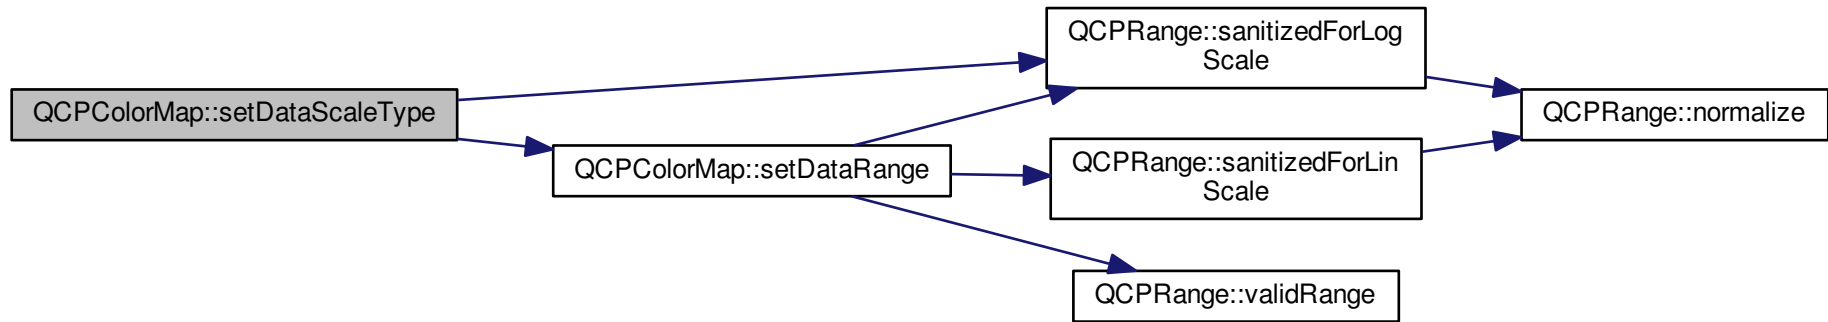 QCPColorMap::setDataScaleType
QCPColorMap::setDataRange
QCPRange::sanitizedForLog
Scale
QCPRange::sanitizedForLin
Scale
QCPRange::validRange
QCPRange::normalize